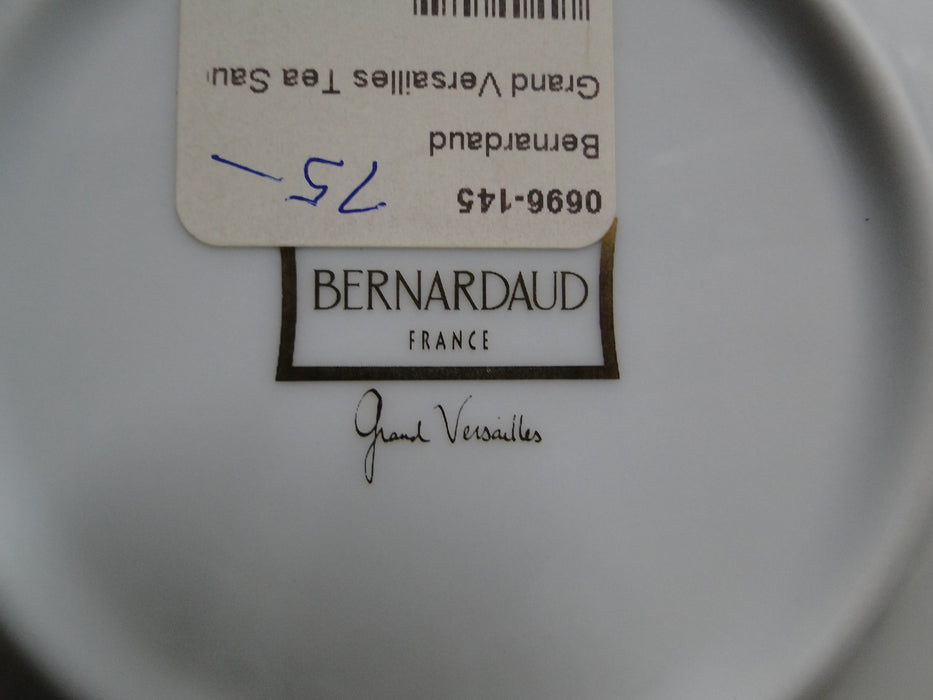 0696-145
Bernardaud
75-
Grand Versailles Tea Sau
BERNARDAUD
FRANCE
Grand Versailles